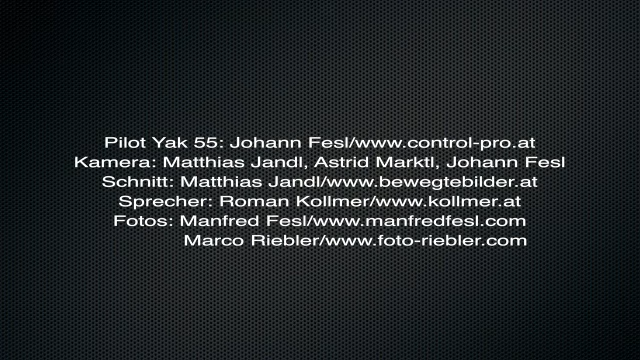 Pilot Yak 55: Johann Fesl/www.control-pro.at
Kamera: Matthias Jandl, Astrid Marktl, Johann Fesl
Schnitt: Matthias Jandl/www.bewegtebilder.at
Sprecher: Roman Kollmer/www.kollmer.at
Fotos: Manfred Fesl/www.manfredfesl.com
Marco Riebler/www.foto-riebler.com